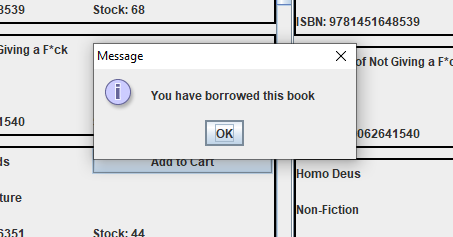 8539
Stock: 68
ISBN: 9781451648539
Giving a F*ck
of Not Giving a F*c
Message
You have borrowed this book
OK
1540
062641540
Add to Cart
ds
Homo Deus
ture
Non-Fiction
6351
Stock: 44